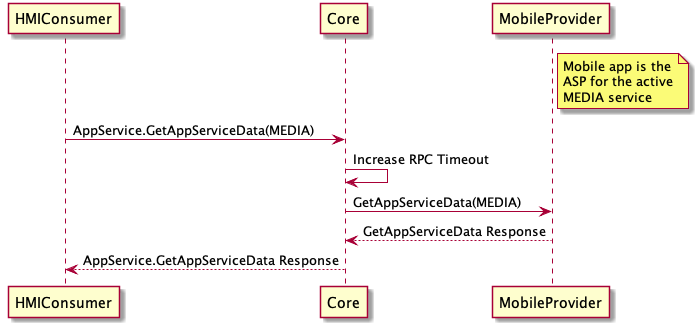 HMIConsumer
Core
MobileProvider
Mobile app is the
ASP for the active
MEDIA service
AppService.GetAppServiceData(MEDIA)
Increase RPC Timeout
GetAppServiceData(MEDIA)
GetAppServiceData Response
AppService.GetAppServiceData Response
HMIConsumer
Core
MobileProvider